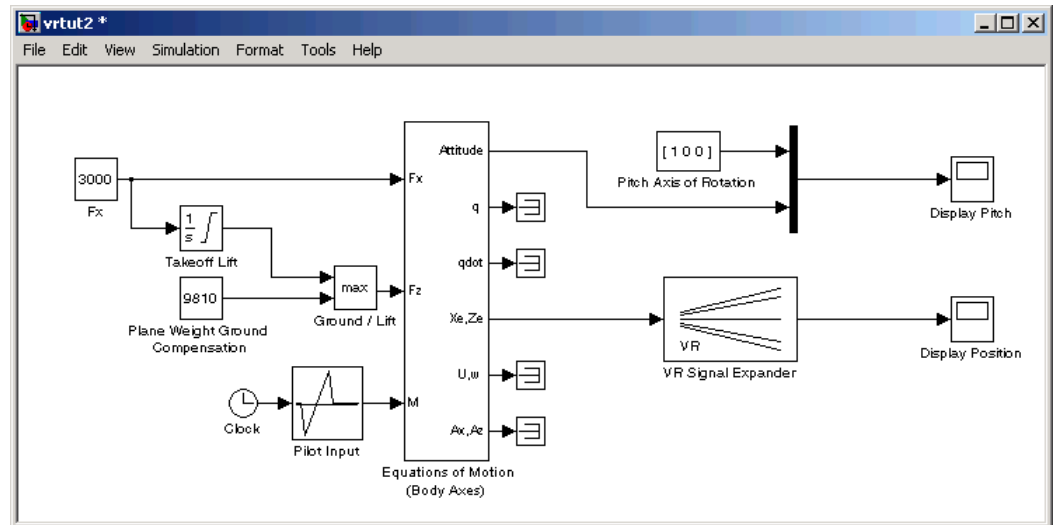 vrtut2 *
File Edit View Simulation Format Tools Help
3000
Fx
1
s
Takeoff Lift
9810
Plane Weight Ground
Compensation
max
Ground / Lift
Clock
Pilot Input
Fx
Fz
M
Attitude
q
qdot
Xe,Ze
U,w
Ax,Az
Equations of Motion
(Body Axes)
[ 1 0 0 ]
Pitch Axis of Rotation
VR
VR Signal Expander
Display Pitch
Display Position